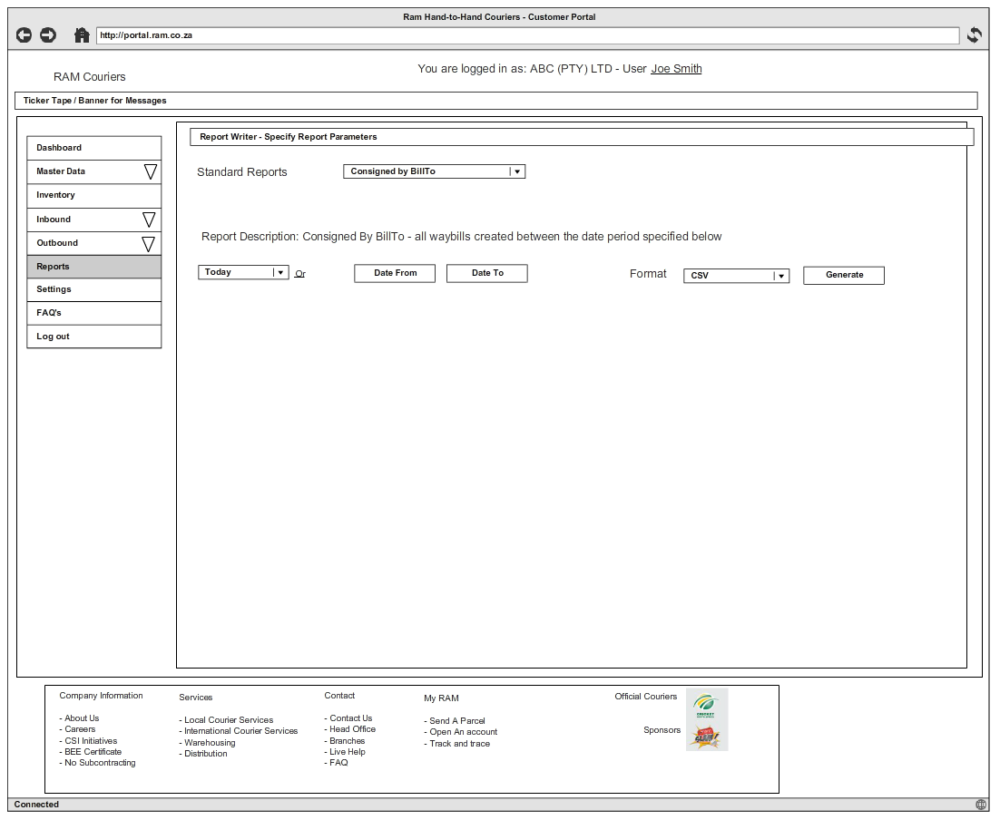 Ram Hand-to-Hand Couriers - Customer Portal
http://portal.ram.co.za
You are logged in as: ABC (PTY) LTD - User Joe Smith
RAM Couriers
Ticker Tape / Banner for Messages
Dashboard
Master Data
Inventory
Inbound
Outbound
Reports
Settings
FAQ's
Log out
Report Writer - Specify Report Parameters
Standard Reports
Consigned by BillTo
Report Description: Consigned By BillTo - all waybills created between the date period specified below
Today
Or
Date From
Date To
Format
CSV
Generate
Company Information
- About Us
- Careers
- CSI Initiatives
- BEE Certificate
- No Subcontracting
Services
- Local Courier Services
- International Courier Services
- Warehousing
- Distribution
Contact
- Contact Us
- Head Office
- Branches
- Live Help
- FAQ
My RAM
- Send A Parcel
- Open An account
- Track and trace
Official Couriers
CRICKET
Sponsors
Connected